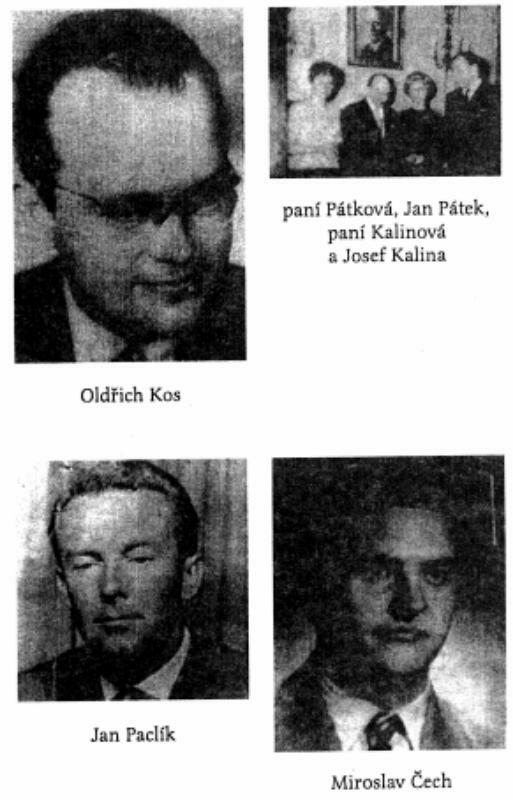 paní Pátková, Jan Pátek,
paní Kalinová
a Josef Kalina
Oldřich Kos
Jan Paclík
Miroslav Čech